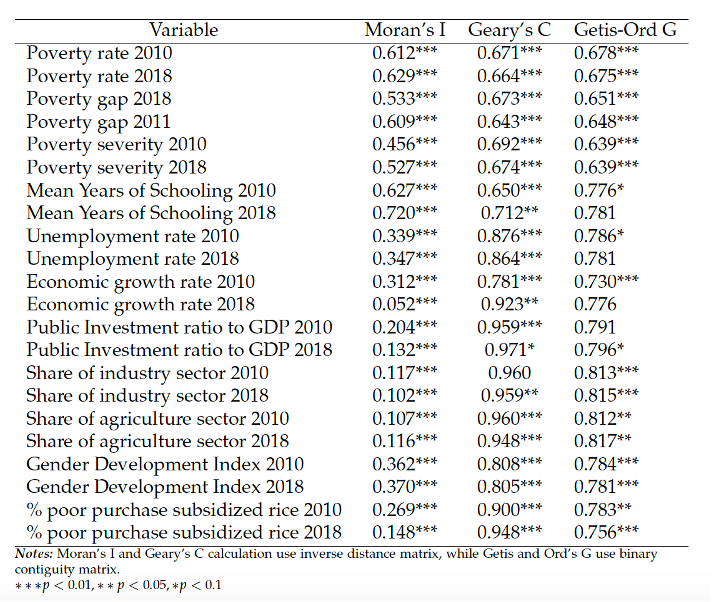 Variable Moran's I Geary's C Getis-Ord G
Poverty rate 2010 0.612*** 0.671*** 0.678***
Poverty rate 2018 0.629*** 0.664*** 0.675***
Poverty gap 2018 0.533*** 0.673*** 0.651***
Poverty gap 2011 0.609*** 0.643*** 0.648***
Poverty severity 2010 0.456*** 0.692*** 0.639***
Poverty severity 2018 0.527*** 0.674*** 0.639***
Mean Years of Schooling 2010 0.627*** 0.650*** 0.776*
Mean Years of Schooling 2018 0.720*** 0.712** 0.781
Unemployment rate 2010 0.339*** 0.876*** 0.786*
Unemployment rate 2018 0.347*** 0.864*** 0.781
Economic growth rate 2010 0.312*** 0.781*** 0.730***
Economic growth rate 2018 0.052*** 0.923** 0.776
Public Investment ratio to GDP 2010 0.204*** 0.959*** 0.791
Public Investment ratio to GDP 2018 0.132*** 0.971* 0.796*
Share of industry sector 2010 0.117*** 0.960 0.813***
Share of industry sector 2018 0.102*** 0.959** 0.815***
Share of agriculture sector 2010 0.107*** 0.960*** 0.812**
Share of agriculture sector 2018 0.116*** 0.948*** 0.817**
Gender Development Index 2010 0.362*** 0.808*** 0.784***
Gender Development Index 2018 0.370*** 0.805*** 0.781***
% poor purchase subsidized rice 2010 0.269*** 0.900*** 0.783**
% poor purchase subsidized rice 2018 0.148*** 0.948*** 0.756***
Notes: Moran's I and Geary's C calculation use inverse distance matrix, while Getis and Ord's G use binary
contiguity matrix.
* * *p < 0.01, * * p < 0.05, *p < 0.1